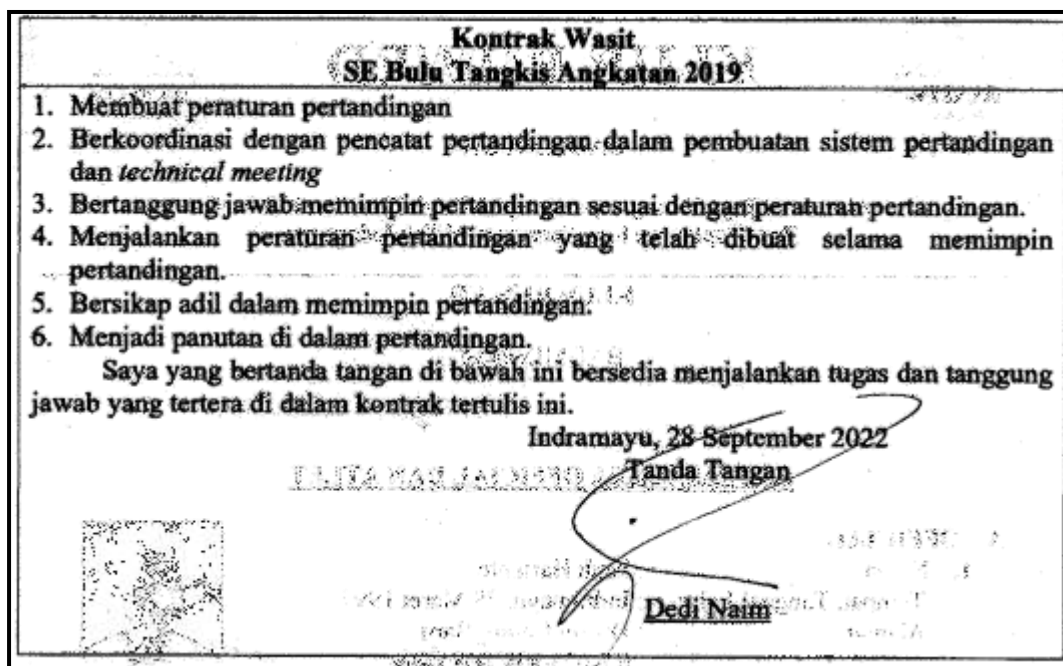 Kontrak Wasit
SE Bulu Tangkis Angkatan 2019
1. Membuat peraturan pertandingan
2. Berkoordinasi dengan pencatat pertandingan dalam pembuatan sistem pertandingan
dan technical meeting
3. Bertanggung jawab memimpin pertandingan sesuai dengan peraturan pertandingan.
4. Menjalankan peraturan pertandingan yang telah dibuat selama memimpin
pertandingan.
5. Bersikap adil dalam memimpin pertandingan.
6. Menjadi panutan di dalam pertandingan.
Saya yang bertanda tangan di bawah ini bersedia menjalankan tugas dan tanggung
jawab yang tertera di dalam kontrak tertulis ini.
Indramayu, 28 September 2022
Tanda Tangan
Dedi Naim